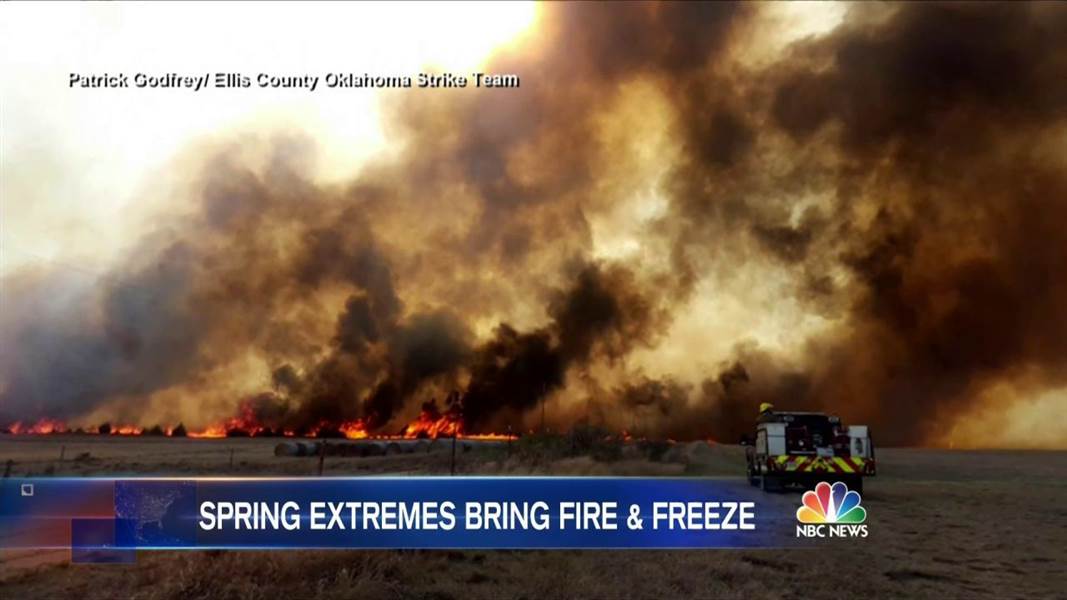 Patrick Godfrey/ Ellis County Oklahoma Strike Team
SPRING EXTREMES BRING FIRE & FREEZE
NBC NEWS